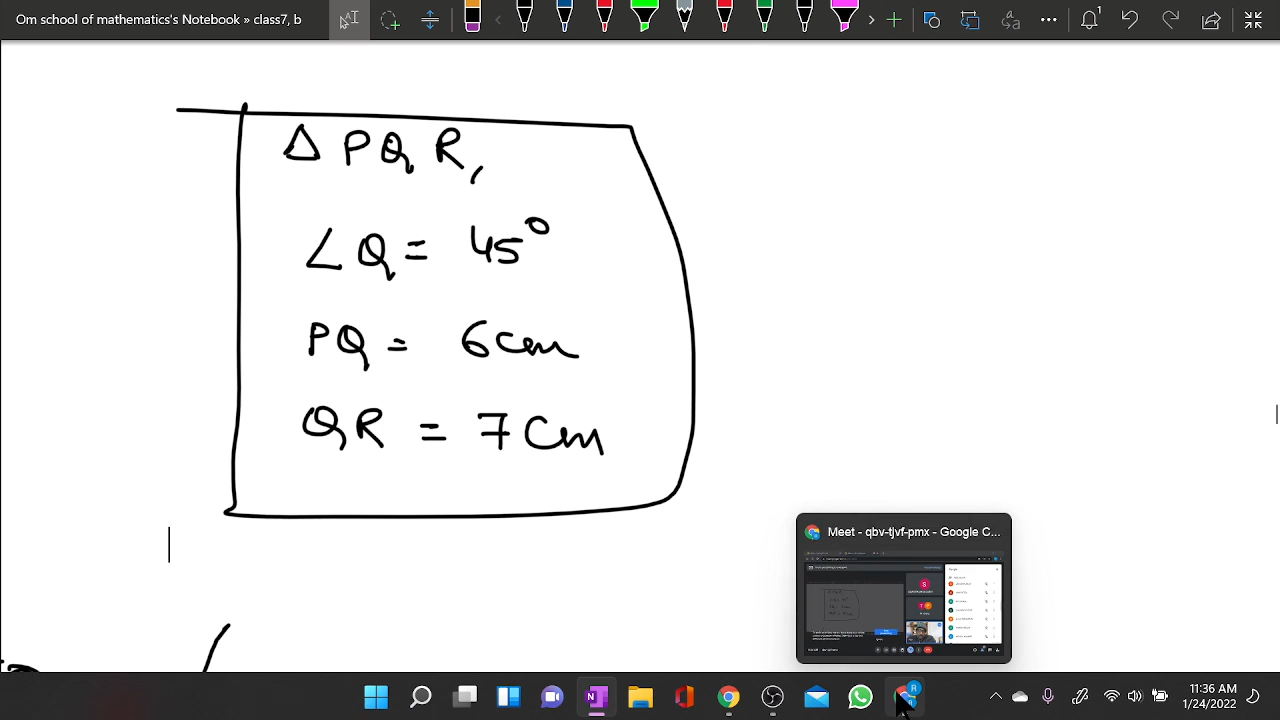 Om school of mathematics's Notebook » class7, b
Δ PQR,
∠Q = 45°
PQ = 6cm
QR = 7cm
Meet - qbv-tjvf-pmx - Google C...
11:36 AM
1/24/2022